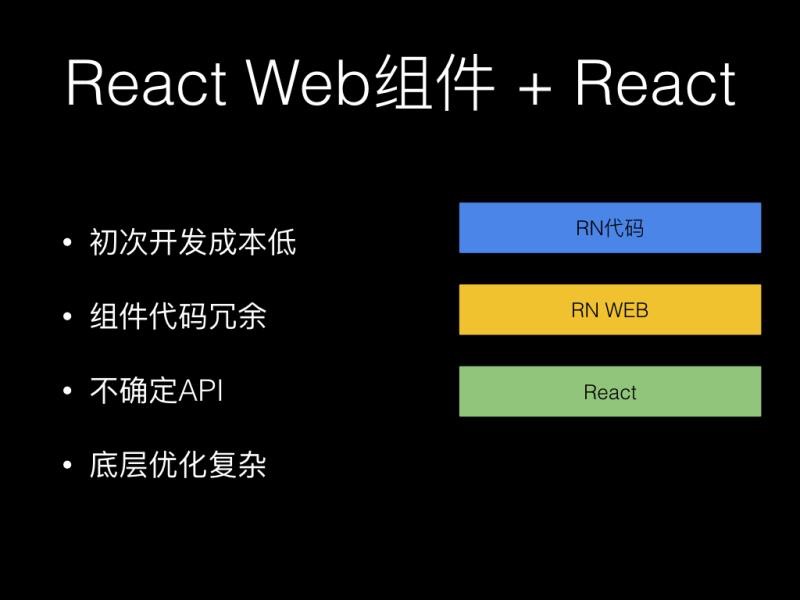 React Web组件 + React
• 初次开发成本低
• 组件代码冗余
• 不确定API
• 底层优化复杂
RN代码
RN WEB
React